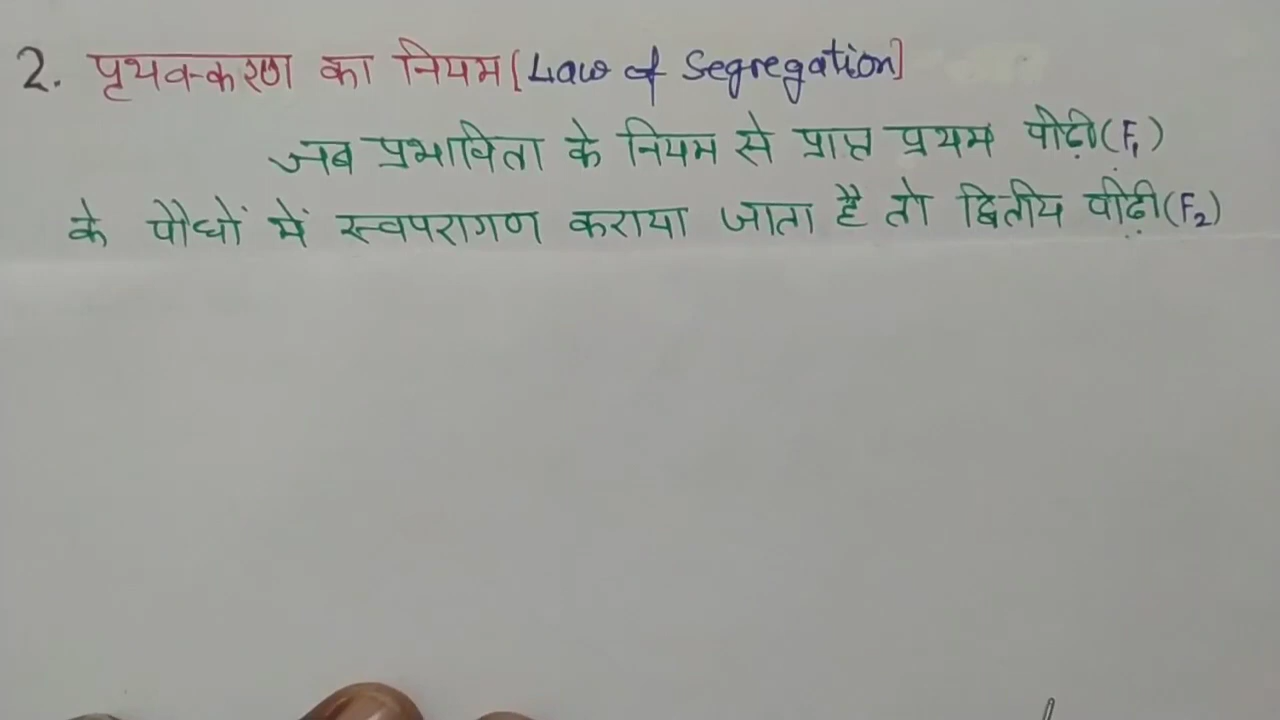 2. पृथक्करण का नियम [Law of Segregation]
जब प्रभाविता के नियम से प्राप्त प्रथम पीढ़ी (F₁)
के पौधों में स्वपरागण कराया जाता है तो द्वितीय पीढ़ी (F₂)